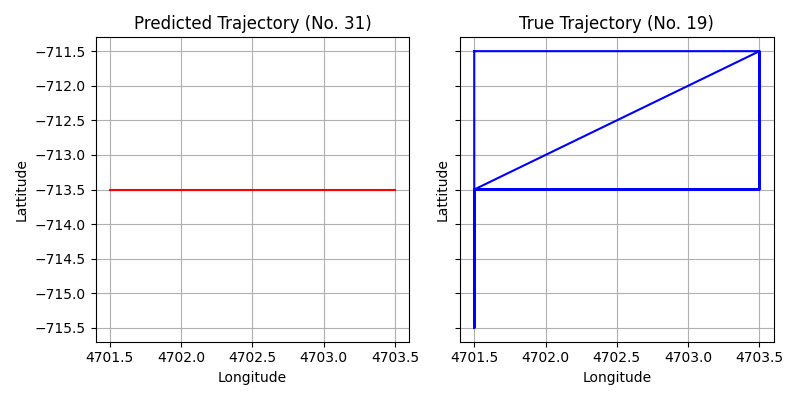 Predicted Trajectory (No. 31)
True Trajectory (No. 19)
Lattitude
−711.5
−712.0
−712.5
−713.0
−713.5
−714.0
−714.5
−715.0
−715.5
4701.5 4702.0 4702.5 4703.0 4703.5
Longitude
Lattitude
4701.5 4702.0 4702.5 4703.0 4703.5
Longitude